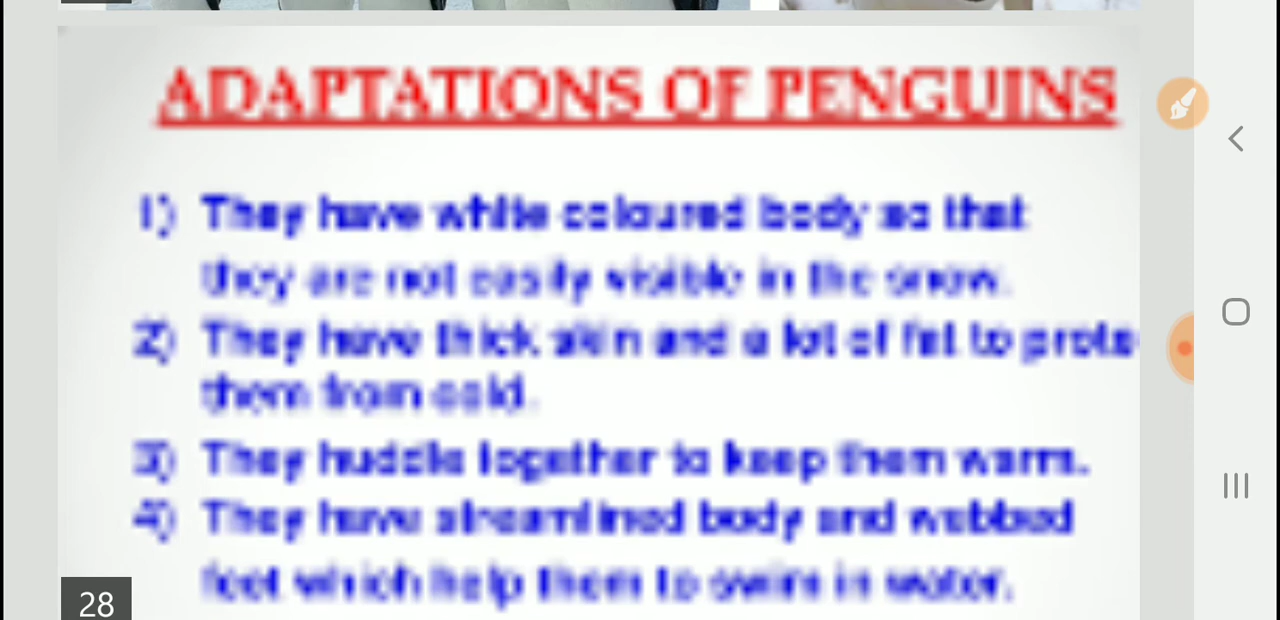 ADAPTATIONS OF PENGUINS
1) They have white coloured body so that
they are not easily visible in the snow.
2) They have thick skin and a lot of fat to prote
them from cold.
3) They huddle together to keep them warm.
4) They have streamlined body and webbed
feet which help them to swim in water.
28